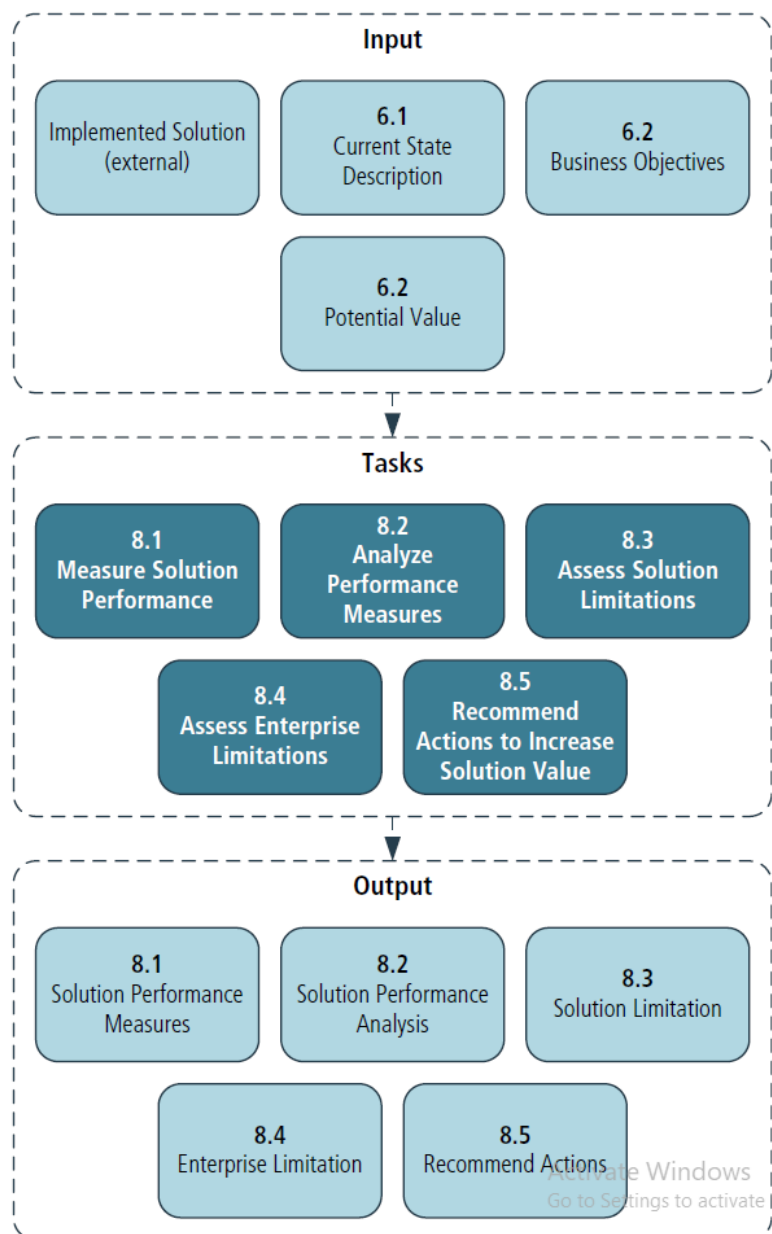 Input
Implemented Solution
(external)
6.1
Current State
Description
6.2
Business Objectives
6.2
Potential Value
Tasks
8.1
Measure Solution
Performance
8.2
Analyze
Performance
Measures
8.3
Assess Solution
Limitations
8.4
Assess Enterprise
Limitations
8.5
Recommend
Actions to Increase
Solution Value
Output
8.1
Solution Performance
Measures
8.2
Solution Performance
Analysis
8.3
Solution Limitation
8.4
Enterprise Limitation
8.5
Recommend Actions
Activate Windows
Go to Settings to activate